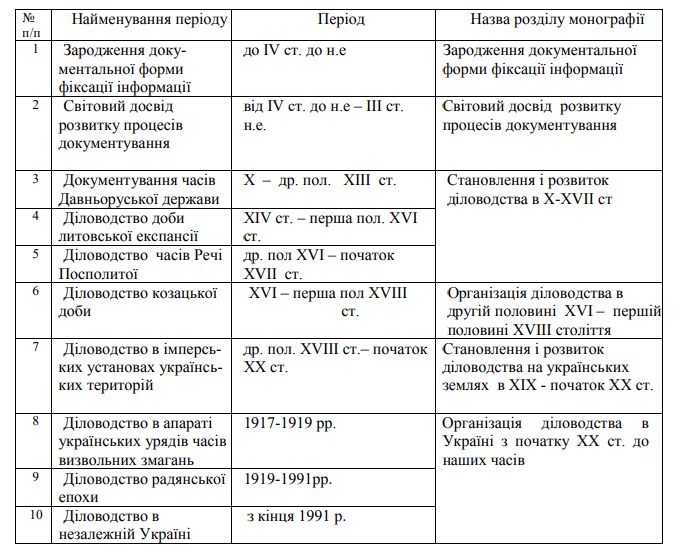 №
п/п
Найменування періоду
Період
Назва розділу монографії
1
Зародження доку-
ментальної форми
фіксації інформації
до IV ст. до н.е
Зародження документальної
форми фіксації інформації
2
Світовий досвід
розвитку процесів
документування
від IV ст. до н.е – III ст.
н.е.
Світовий досвід розвитку
процесів документування
3
Документування часів
Давньоруської держави
X – др. пол. XIII ст.
Становлення і розвиток
діловодства в X-XVII ст
4
Діловодство доби
литовської експансії
XIV ст. – перша пол. XVI
ст.
5
Діловодство часів Речі
Посполитої
др. пол XVI – початок
XVII ст.
6
Діловодство козацької
доби
XVI – перша пол XVIII
ст.
Організація діловодства в
другій половині XVI – першій
половині XVIII століття
7
Діловодство в імперсь-
ких установах українсь-
ких територій
др. пол. XVIII ст.– початок
XX ст.
Становлення і розвиток
діловодства на українських
землях в XIX - початок XX ст.
8
Діловодство в апараті
українських урядів часів
визвольних змагань
1917-1919 рр.
Організація діловодства в
Україні з початку XX ст. до
наших часів
9
Діловодство радянської
епохи
1919-1991рр.
10
Діловодство в
незалежній Україні
з кінця 1991 р.